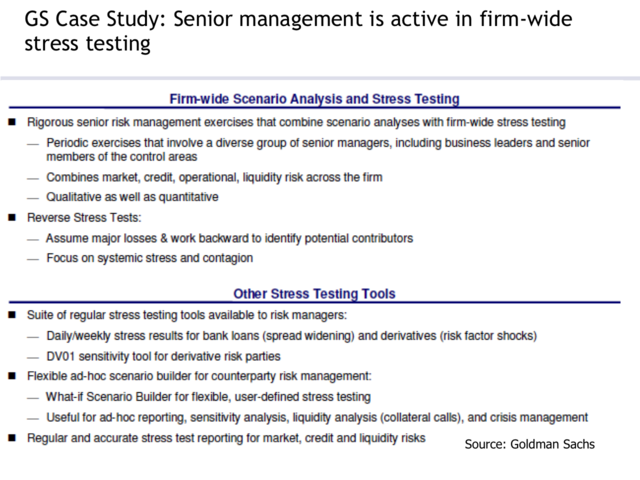 GS Case Study: Senior management is active in firm-wide
stress testing
Firm-wide Scenario Analysis and Stress Testing
■ Rigorous senior risk management exercises that combine scenario analyses with firm-wide stress testing
— Periodic exercises that involve a diverse group of senior managers, including business leaders and senior
members of the control areas
— Combines market, credit, operational, liquidity risk across the firm
— Qualitative as well as quantitative
■ Reverse Stress Tests:
— Assume major losses & work backward to identify potential contributors
— Focus on systemic stress and contagion
Other Stress Testing Tools
■ Suite of regular stress testing tools available to risk managers:
— Daily/weekly stress results for bank loans (spread widening) and derivatives (risk factor shocks)
— DV01 sensitivity tool for derivative risk parties
■ Flexible ad-hoc scenario builder for counterparty risk management:
— What-if Scenario Builder for flexible, user-defined stress testing
— Useful for ad-hoc reporting, sensitivity analysis, liquidity analysis (collateral calls), and crisis management
■ Regular and accurate stress test reporting for market, credit and liquidity risks
Source: Goldman Sachs